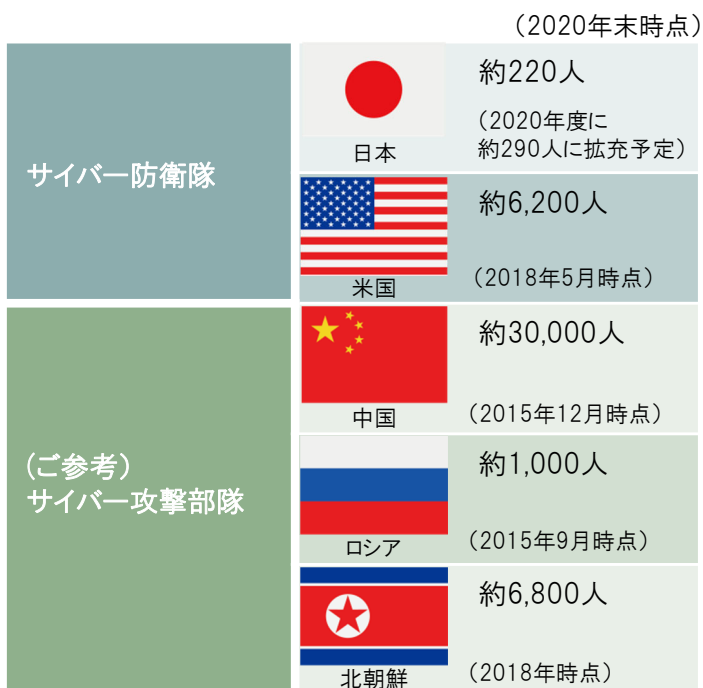 （2020年末時点）
サイバー防衛隊
約220人
（2020年度に
約290人に拡充予定）
日本
約6,200人
（2018年5月時点）
米国
（ご参考）
サイバー攻撃部隊
約30,000人
（2015年12月時点）
中国
約1,000人
（2015年9月時点）
ロシア
約6,800人
（2018年時点）
北朝鮮